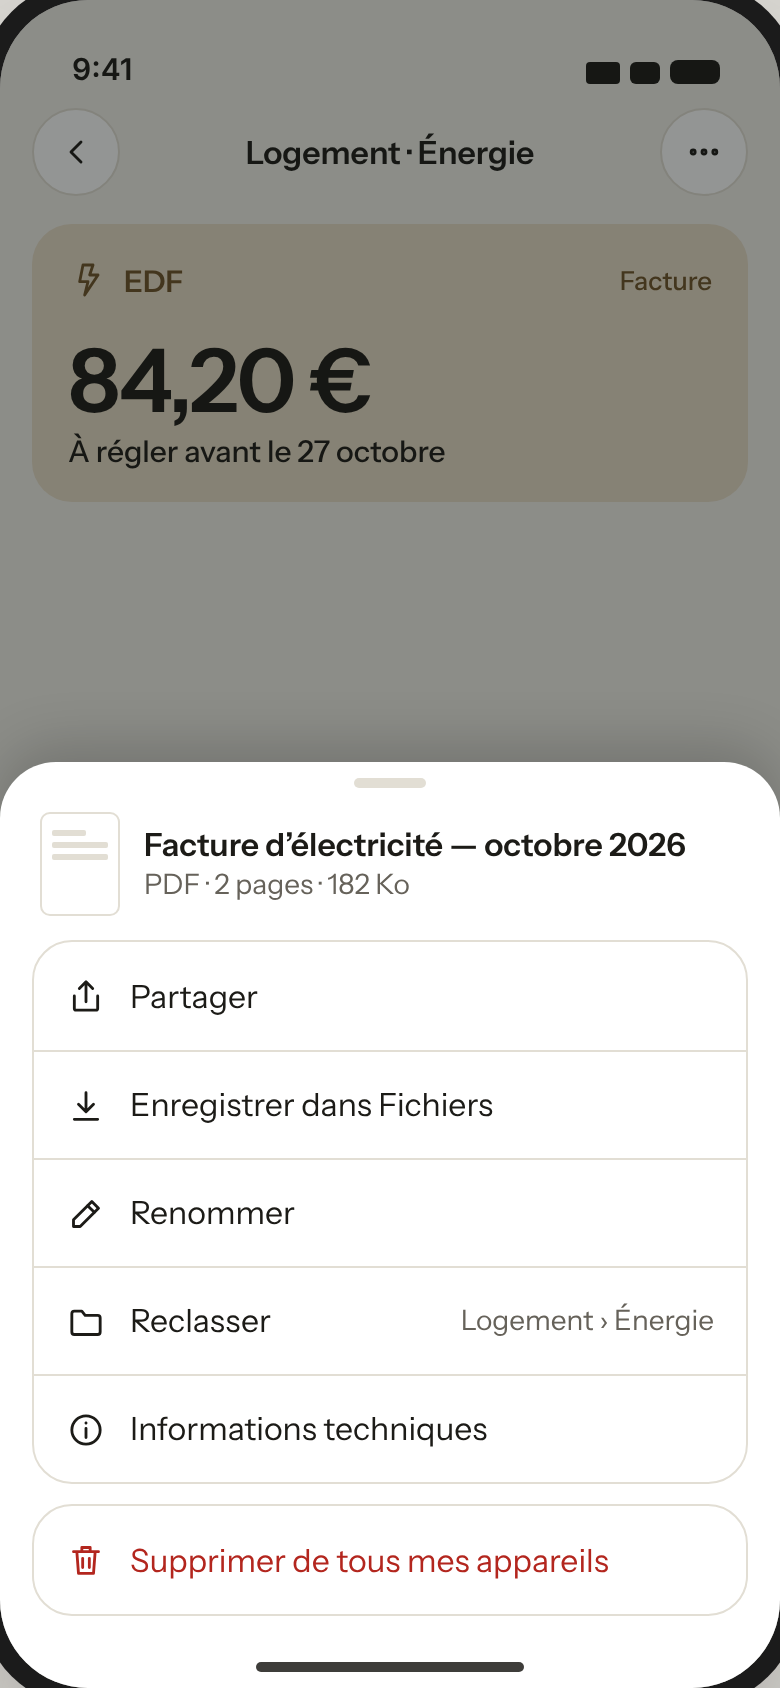 9:41
Logement · Énergie
EDF
Facture
84,20 €
À régler avant le 27 octobre
Facture d’électricité — octobre 2026
PDF · 2 pages · 182 Ko
Partager
Enregistrer dans Fichiers
Renommer
Reclasser
Logement › Énergie
Informations techniques
Supprimer de tous mes appareils